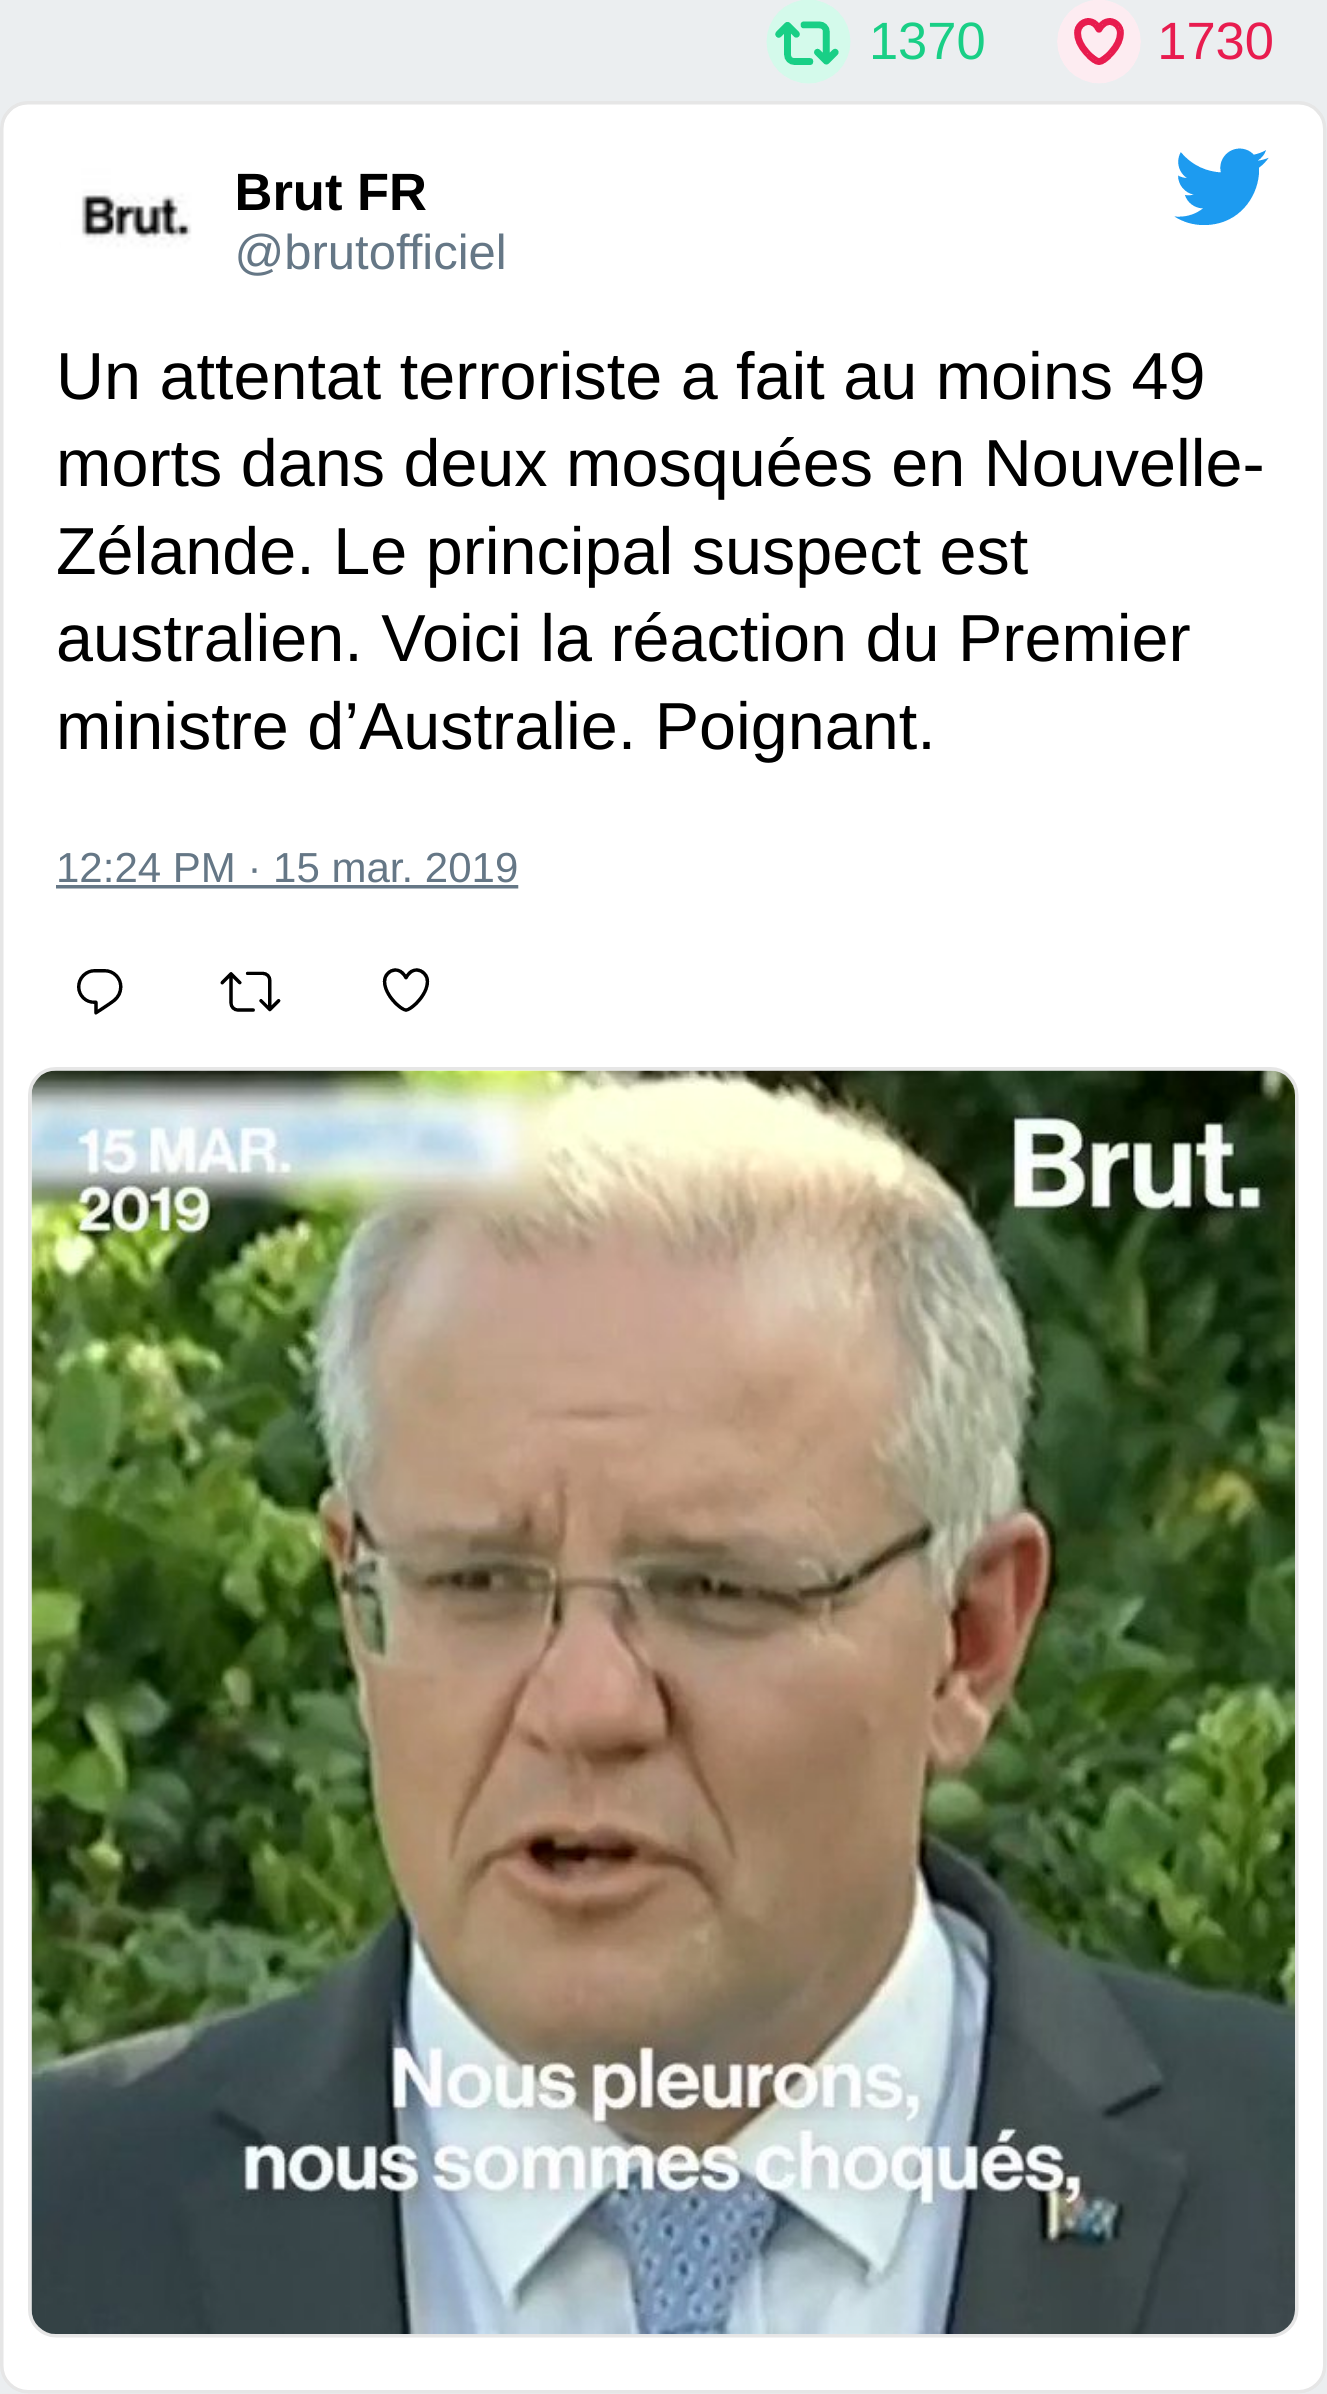 1370 1730
Brut.
Brut FR
@brutofficiel
Un attentat terroriste a fait au moins 49
morts dans deux mosquées en Nouvelle-
Zélande. Le principal suspect est
australien. Voici la réaction du Premier
ministre d’Australie. Poignant.
12:24 PM · 15 mar. 2019
15 MAR.
2019
Brut.
Nous pleurons,
nous sommes choqués,